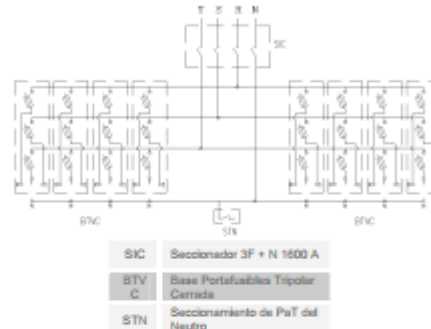 T S R N
SIC
BTVC BTVC
STN
SIC Seccionador 3F + N 1600 A
BTV
C
Base Portafusibles Tripolar
Cerrada
STN
Seccionamiento de PaT del
Neutro